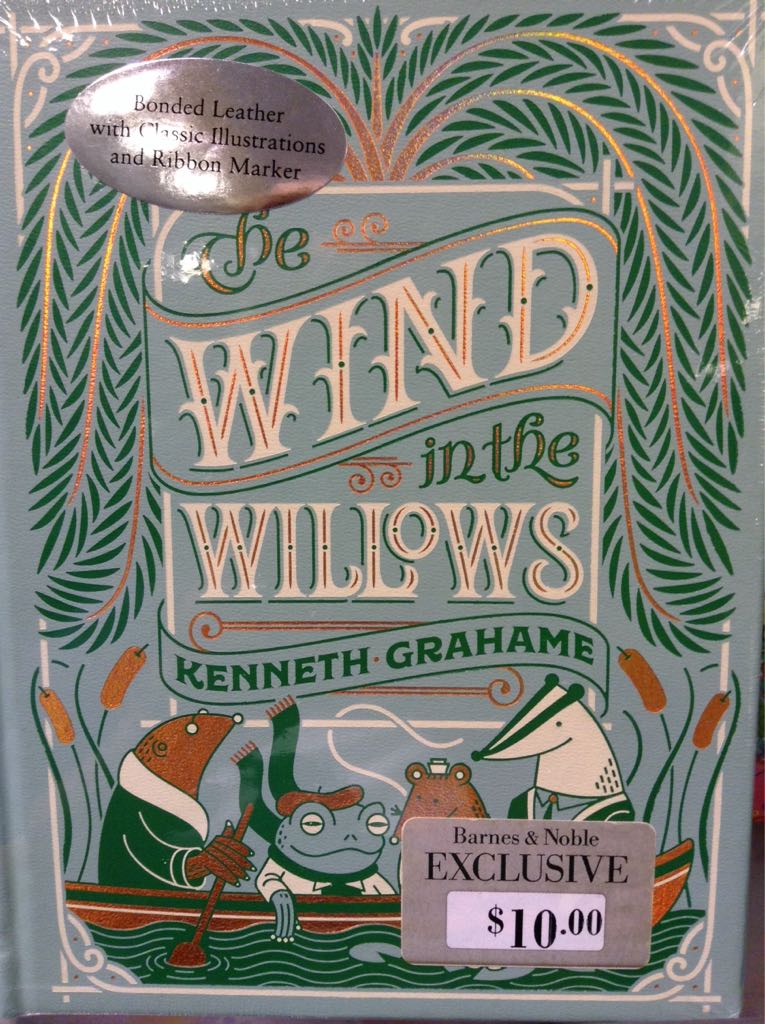 Bonded Leather
with Classic Illustrations
and Ribbon Marker
The
WIND
in the
WILLOWS
KENNETH · GRAHAME
Barnes & Noble
EXCLUSIVE
$10.00